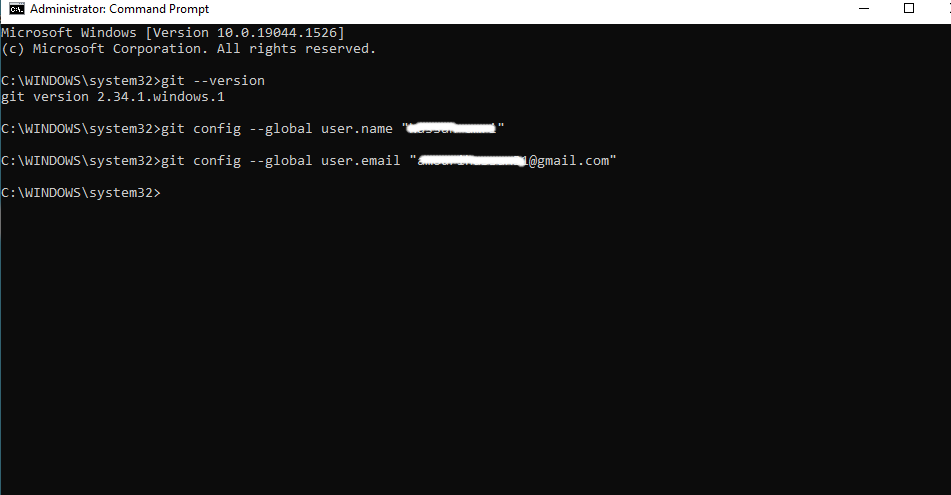 Administrator: Command Prompt
Microsoft Windows [Version 10.0.19044.1526]
(c) Microsoft Corporation. All rights reserved.
C:\WINDOWS\system32>git --version
git version 2.34.1.windows.1
C:\WINDOWS\system32>git config --global user.name "
"
C:\WINDOWS\system32>git config --global user.email "
@gmail.com"
C:\WINDOWS\system32>